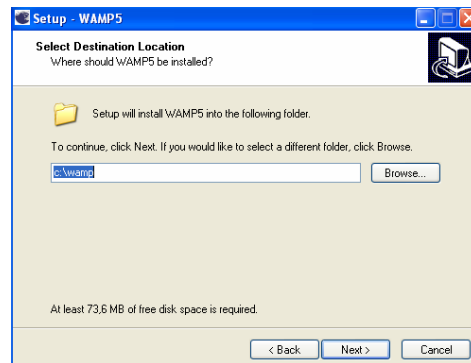 Setup - WAMP5
Select Destination Location
Where should WAMP5 be installed?
Setup will install WAMP5 into the following folder.
To continue, click Next. If you would like to select a different folder, click Browse.
c:\wamp
Browse...
At least 73,6 MB of free disk space is required.
< Back
Next >
Cancel